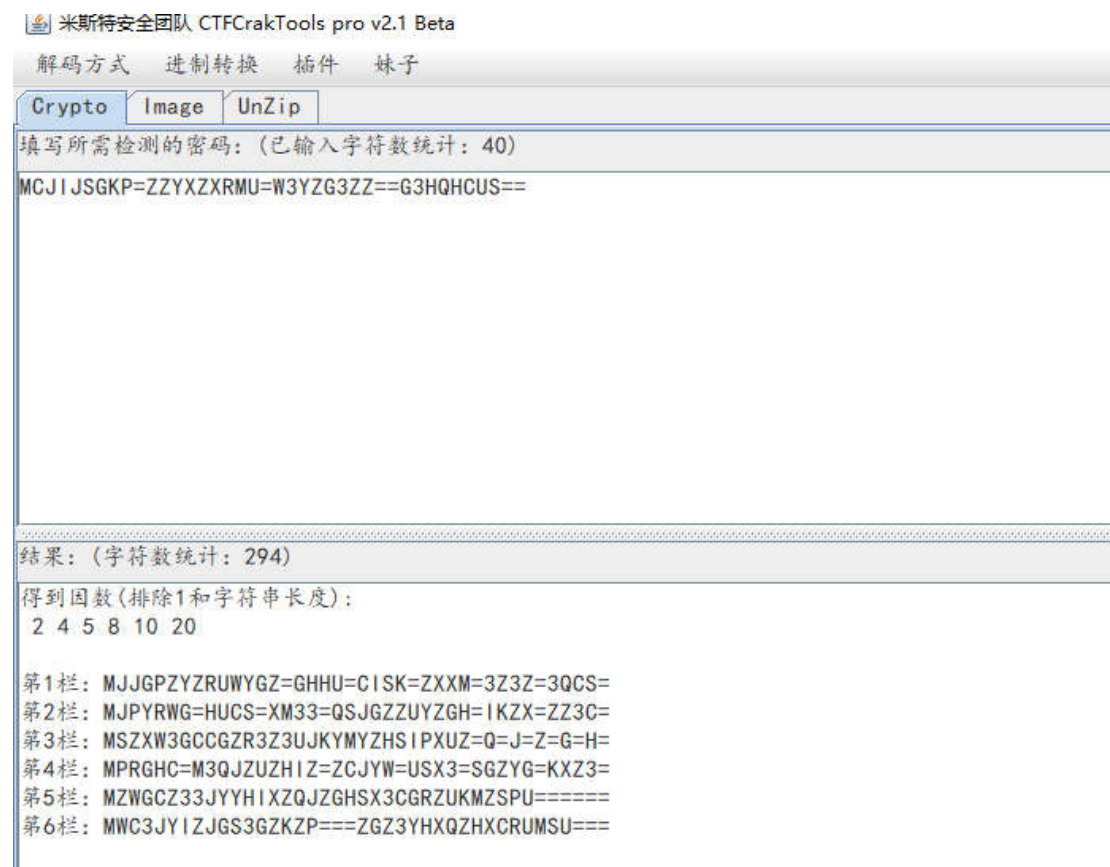 米斯特安全团队 CTFCrakTools pro v2.1 Beta
解码方式 进制转换 插件 妹子
Crypto Image UnZip
填写所需检测的密码：(已输入字符数统计：40)
MCJIJSGKP=ZZYXZXRMU=W3YZG3ZZ==G3HQHCUS==
结果：(字符数统计：294)
得到因数(排除1和字符串长度)：
2 4 5 8 10 20
第1栏：MJJGPZYZRUWYGZ=GHHU=CISK=ZXXM=3Z3Z=3QCS=
第2栏：MJPYRWG=HUCS=XM33=QSJGZZUYZGH=IKZX=ZZ3C=
第3栏：MSZXW3GCCGZR3Z3UJKYMYZHSIPXUZ=Q=J=Z=G=H=
第4栏：MPRGHC=M3QJZUZHIZ=ZCJYW=USX3=SGZYG=KXZ3=
第5栏：MZWGCZ33JYYHIXZQJZGHSX3CGRZUKMZSPU======
第6栏：MWC3JYIZJGS3GZKZP===ZGZ3YHXQZHXCRUMSU===